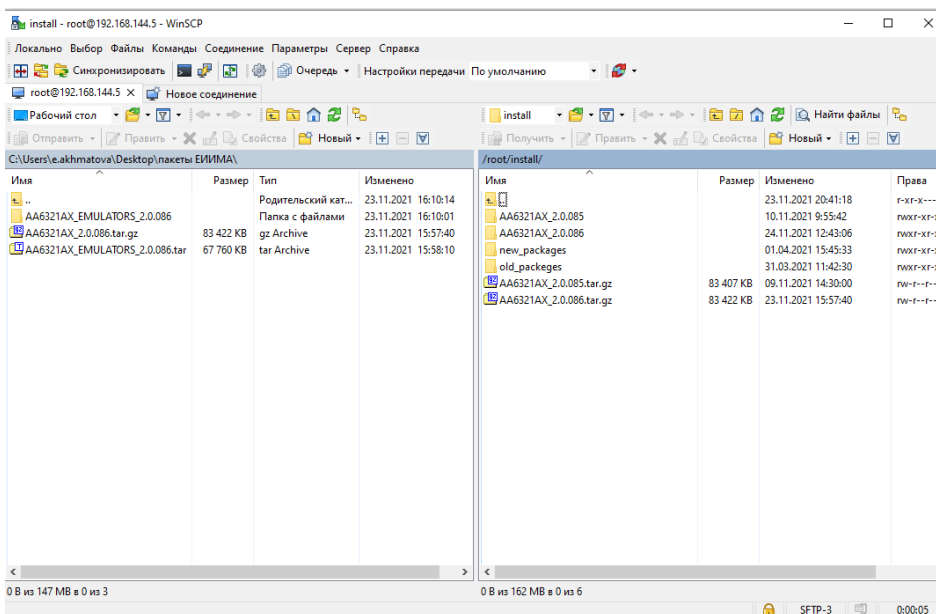 install - root@192.168.144.5 - WinSCP
Локально Выбор Файлы Команды Соединение Параметры Сервер Справка
Синхронизировать Очередь Настройки передачи По умолчанию
root@192.168.144.5 Новое соединение
Рабочий стол
Отправить Править Свойства Новый
C:\Users\e.akhmatova\Desktop\пакеты ЕИИМА\
Имя Размер Тип Изменено
.. Родительский кат... 23.11.2021 16:10:14
AA6321AX_EMULATORS_2.0.086 Папка с файлами 23.11.2021 16:10:01
AA6321AX_2.0.086.tar.gz 83 422 KB gz Archive 23.11.2021 15:57:40
AA6321AX_EMULATORS_2.0.086.tar 67 760 KB tar Archive 23.11.2021 15:58:10
0 B из 147 MB в 0 из 3
install Найти файлы
Получить Править Свойства Новый
/root/install/
Имя Размер Изменено Права
.. 23.11.2021 20:41:18 r-xr-x---
AA6321AX_2.0.085 10.11.2021 9:55:42 rwxr-xr-
AA6321AX_2.0.086 24.11.2021 12:43:06 rwxr-xr-
new_packages 01.04.2021 15:45:33 rwxr-xr-
old_packeges 31.03.2021 11:42:30 rwxr-xr-
AA6321AX_2.0.085.tar.gz 83 407 KB 09.11.2021 14:30:00 rw-r--r--
AA6321AX_2.0.086.tar.gz 83 422 KB 23.11.2021 15:57:40 rw-r--r--
0 B из 162 MB в 0 из 6
SFTP-3 0:00:05